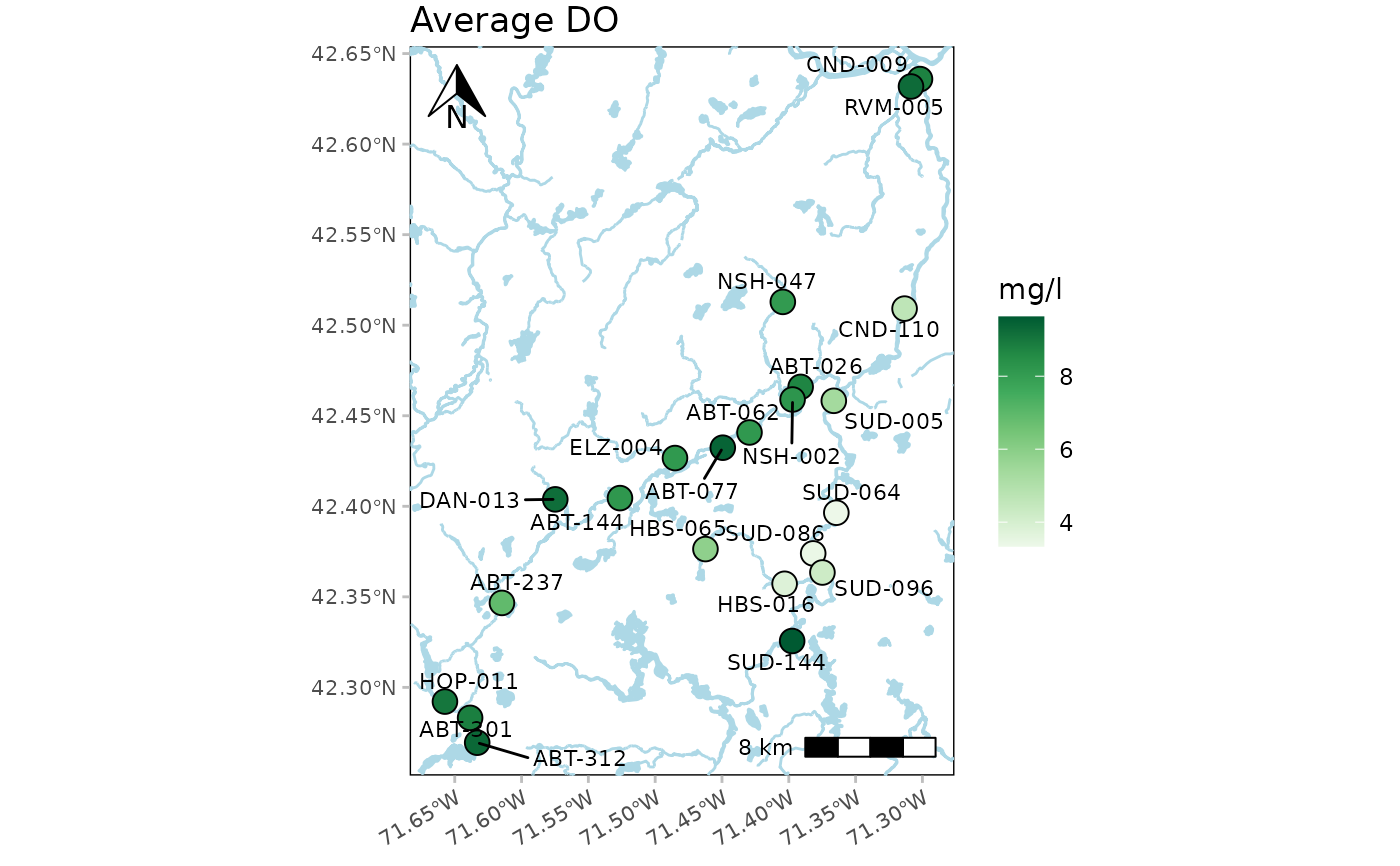 Average DO
42.65°N
42.60°N
42.55°N
42.50°N
42.45°N
42.40°N
42.35°N
42.30°N
N
CND-009
RVM-005
NSH-047
CND-110
ABT-026
ABT-062
SUD-005
ELZ-004
NSH-002
ABT-077
SUD-064
DAN-013
ABT-144
HBS-065
SUD-086
ABT-237
SUD-096
HBS-016
SUD-144
HOP-011
ABT-301
ABT-312
8 km
71.65°W
71.60°W
71.55°W
71.50°W
71.45°W
71.40°W
71.35°W
71.30°W
mg/l
8
6
4